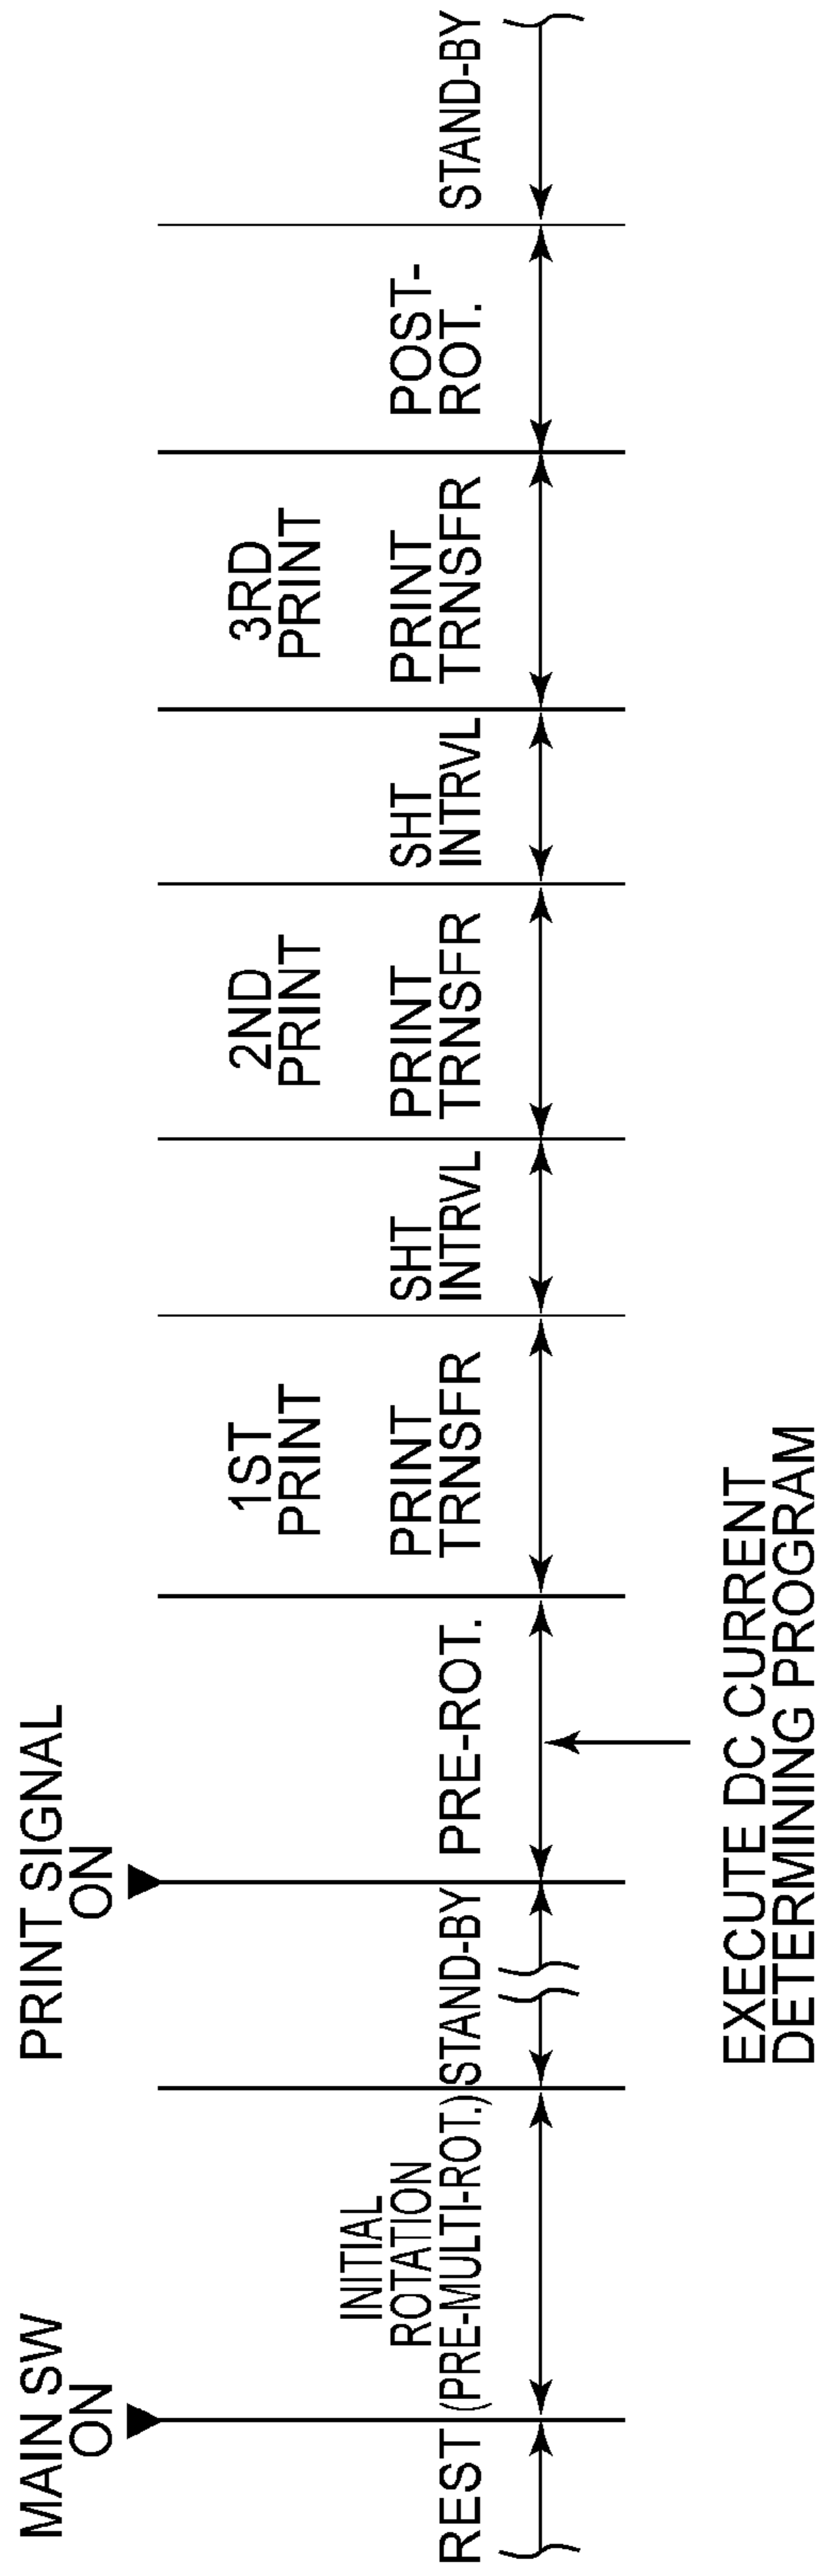 MAIN SW
ON
PRINT SIGNAL
ON
REST
INITIAL
ROTATION
(PRE-MULTI-ROT.)
STAND-BY
PRE-ROT.
1ST
PRINT
PRINT
TRNSFR
SHT
INTRVL
2ND
PRINT
PRINT
TRNSFR
SHT
INTRVL
3RD
PRINT
PRINT
TRNSFR
POST-
ROT.
STAND-BY
EXECUTE DC CURRENT
DETERMINING PROGRAM